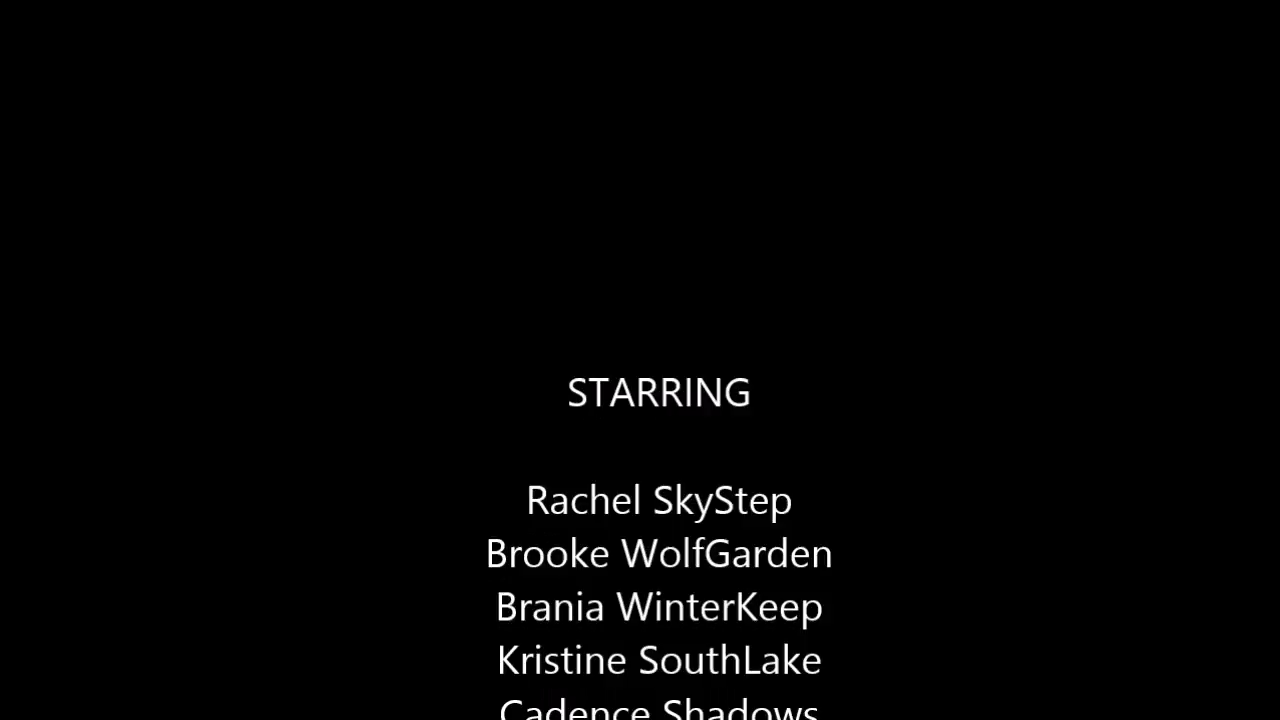 STARRING
Rachel SkyStep
Brooke WolfGarden
Brania WinterKeep
Kristine SouthLake
Cadence Shadows